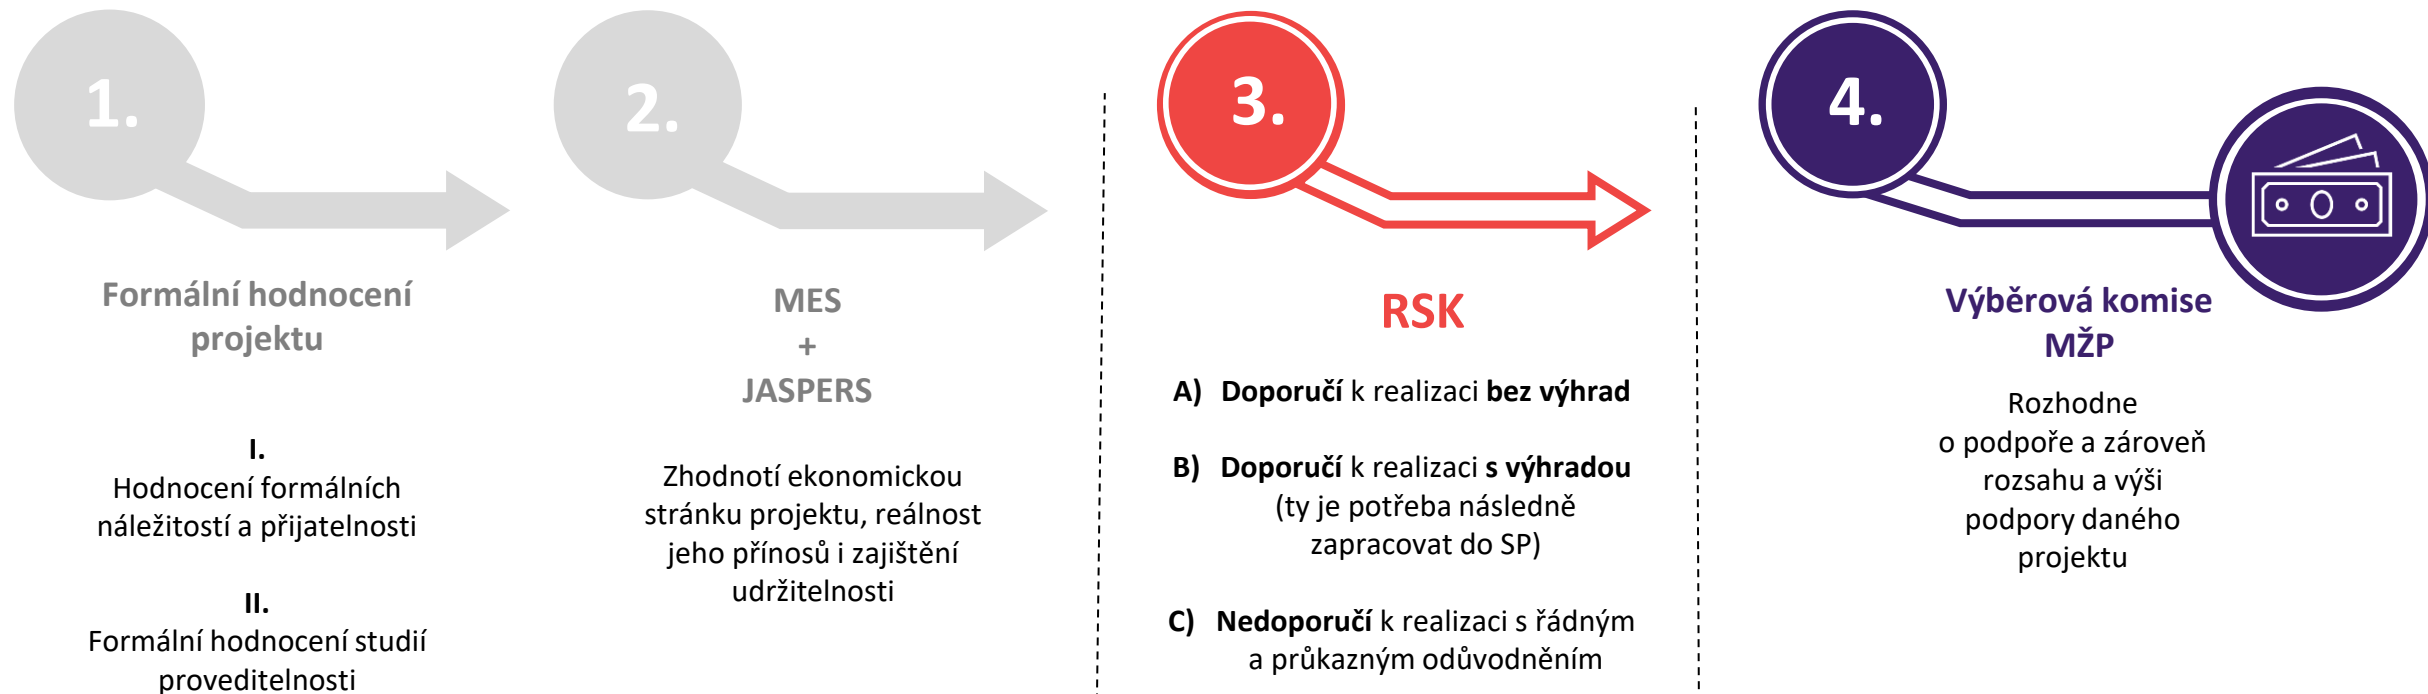 1.
Formální hodnocení
projektu
I.
Hodnocení formálních
náležitostí a přijatelnosti
II.
Formální hodnocení studií
proveditelnosti
2.
MES
+
JASPERS
Zhodnotí ekonomickou
stránku projektu, reálnost
jeho přínosů i zajištění
udržitelnosti
3.
RSK
A) Doporučí k realizaci bez výhrad
B) Doporučí k realizaci s výhradou
(ty je potřeba následně
zapracovat do SP)
C) Nedoporučí k realizaci s řádným
a průkazným odůvodněním
4.
Výběrová komise
MŽP
Rozhodne
o podpoře a zároveň
rozsahu a výši
podpory daného
projektu